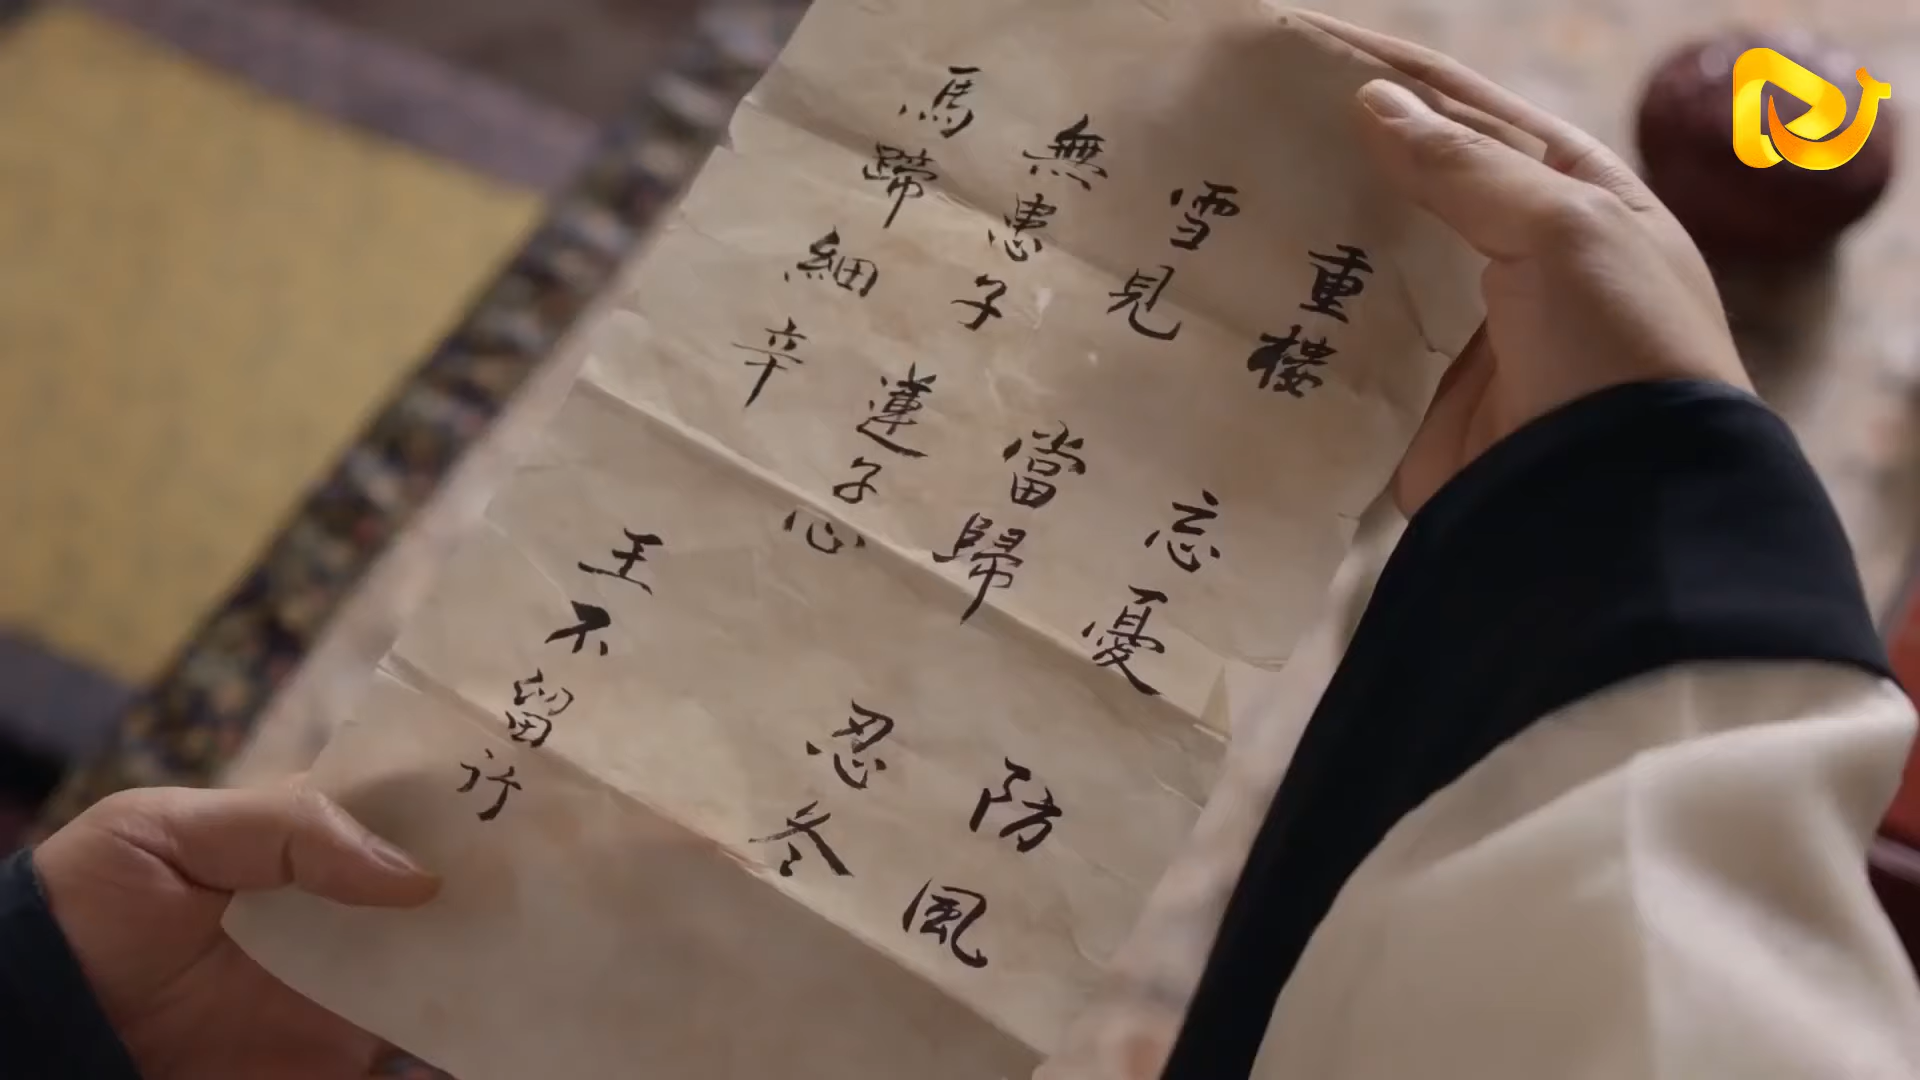 重樓 忘憂 防風
雪見 當歸 忍冬
無患子 蓮子心
馬蹄細辛 王不留行